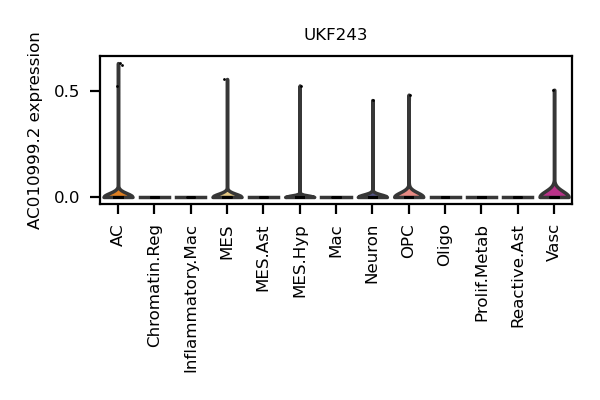 UKF243
AC010999.2 expression
0.5
0.0
AC
Chromatin.Reg
Inflammatory.Mac
MES
MES.Ast
MES.Hyp
Mac
Neuron
OPC
Oligo
Prolif.Metab
Reactive.Ast
Vasc